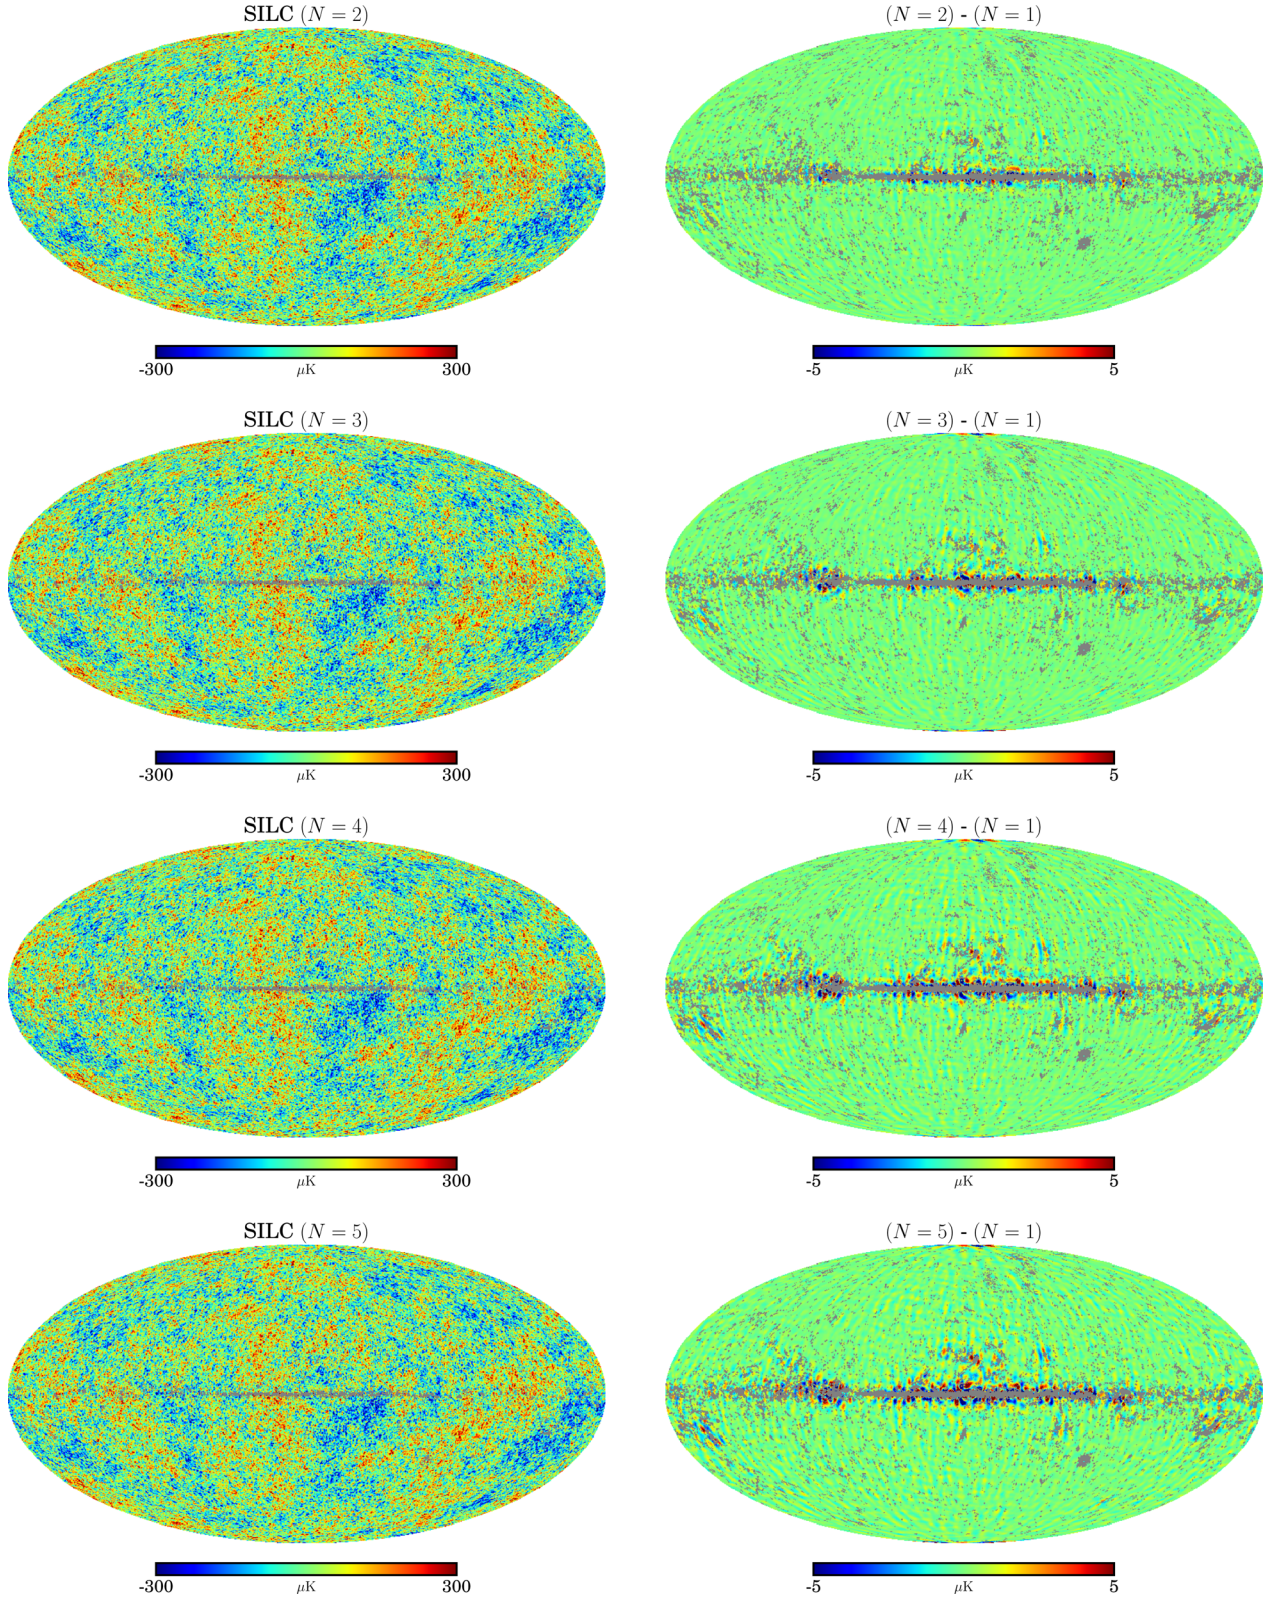 SILC (N = 2)
(N = 2) - (N = 1)
-300 μK 300
-5 μK 5
SILC (N = 3)
(N = 3) - (N = 1)
-300 μK 300
-5 μK 5
SILC (N = 4)
(N = 4) - (N = 1)
-300 μK 300
-5 μK 5
SILC (N = 5)
(N = 5) - (N = 1)
-300 μK 300
-5 μK 5